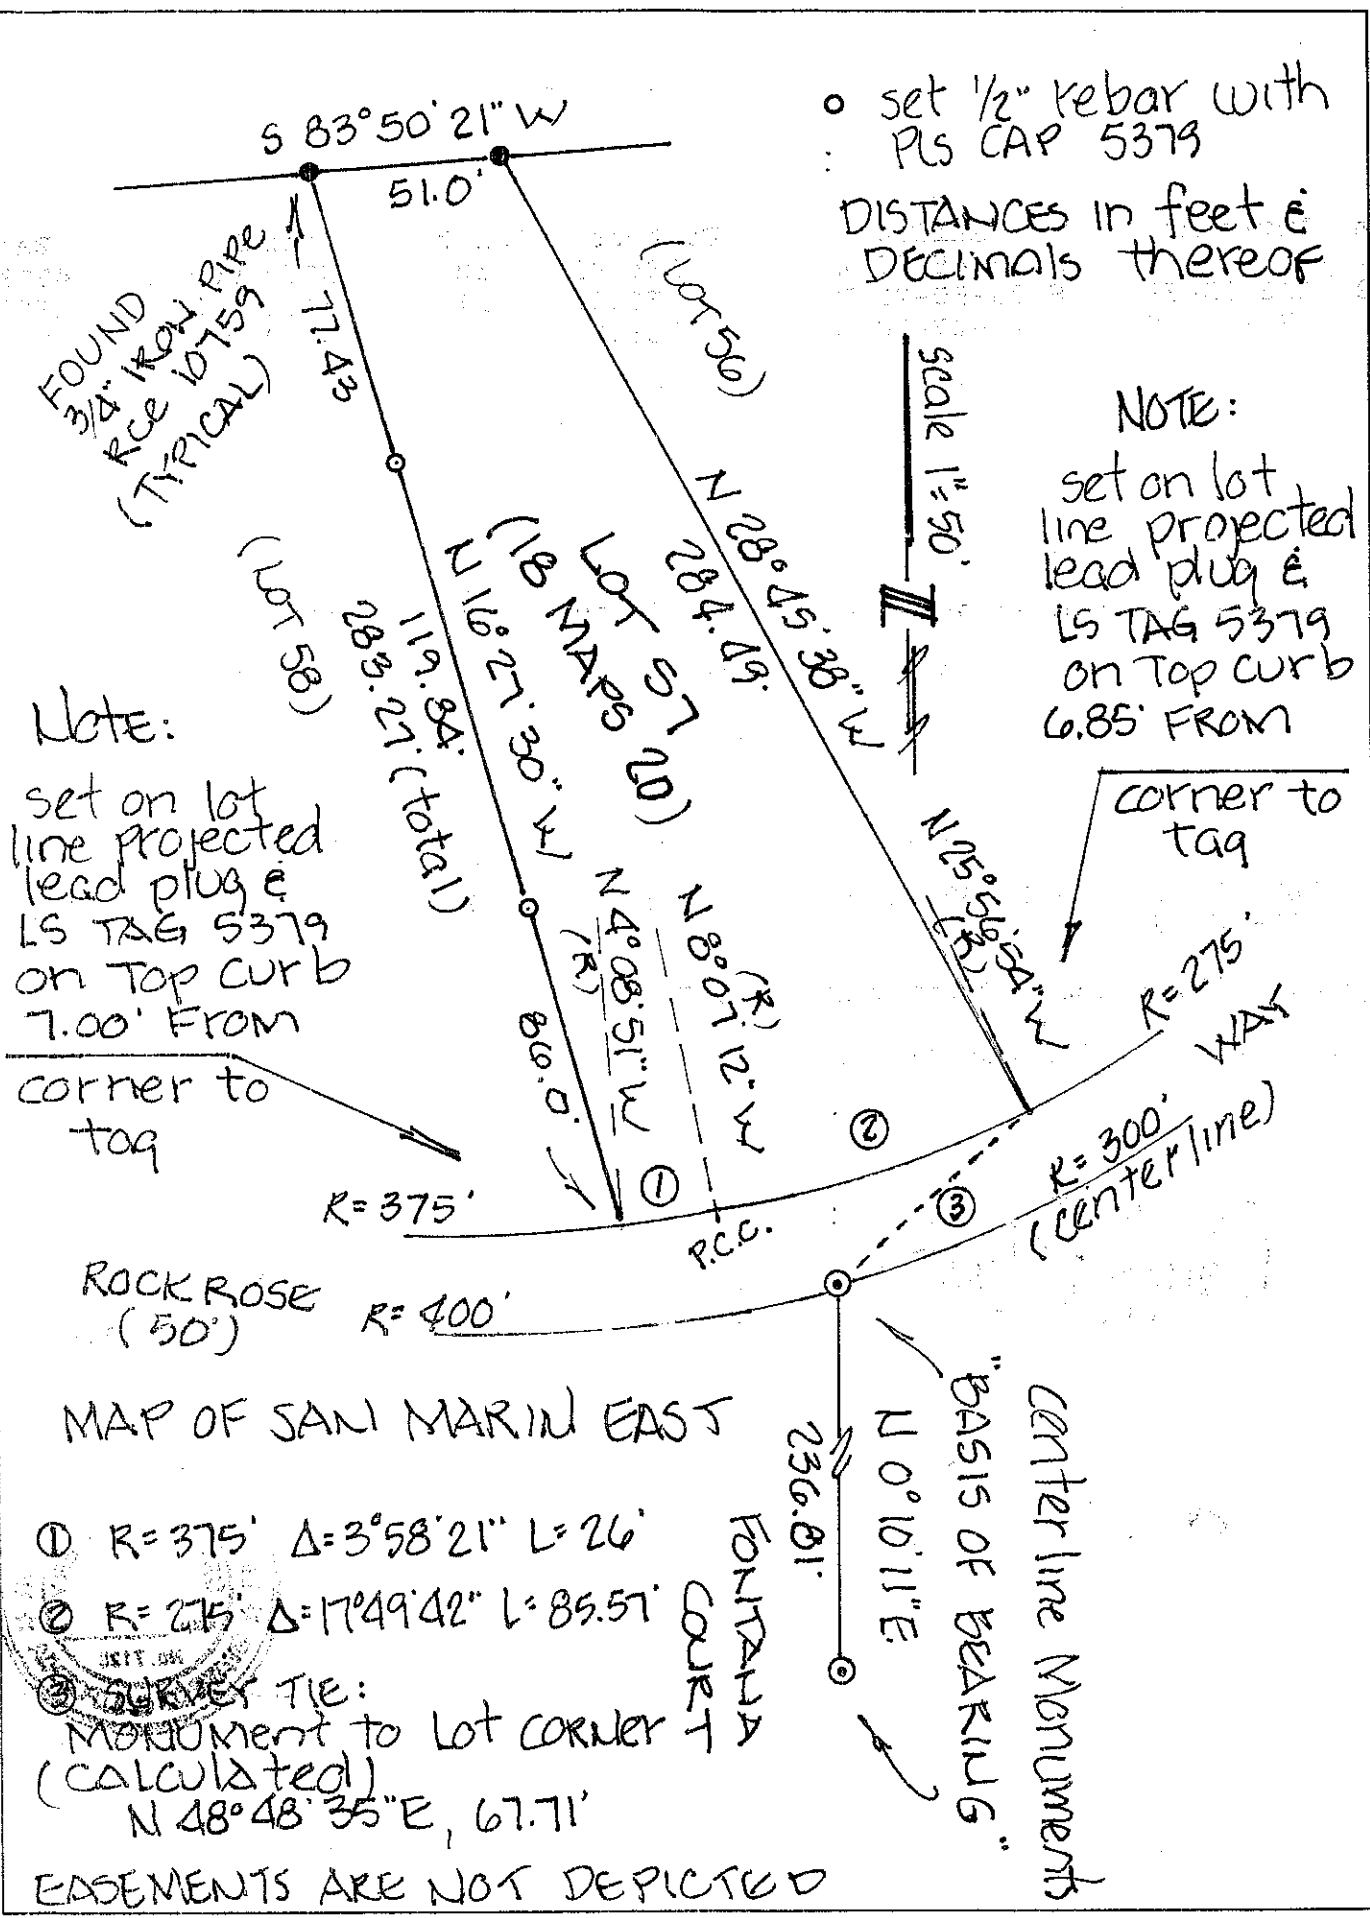 S 83°50'21" W
51.0'
o set 1/2" rebar with
PLS CAP 5379
DISTANCES in feet &
DECIMALS thereof
FOUND
3/4" IRON PIPE
RCE 10759
(TYPICAL)
77.43
(LOT 56)
scale 1"=50'
NOTE:
set on lot
line projected
lead plug &
LS TAG 5379
on Top curb
6.85' FROM
corner to
tag
N 28°45'38" W
284.49'
LOT 57
(18 MAPS 20)
N 16°27'30" W
119.84'
283.27' (total)
(LOT 58)
Note:
set on lot
line projected
lead plug &
LS TAG 5379
on Top curb
7.00' FROM
corner to
tag
86.0'
N 4°08'51" W
(R)
N 8°07'12" W
(R)
N 25°56'54" W
(R)
R=275'
WAY
R=300'
(centerline)
①
②
③
R=375'
P.C.C.
ROCK ROSE
(50')
R=400'
MAP OF SAN MARIN EAST
① R=375' Δ=3°58'21" L=26'
② R=275' Δ=17°49'42" L=85.57'
③ SURVEY TIE:
MONUMENT to Lot CORNER
(CALCULATED)
N 48°48'35"E, 67.71'
FONTANA
COURT
236.81'
N 0°10'11"E
"BASIS OF BEARING"
Centerline Monuments
EASEMENTS ARE NOT DEPICTED